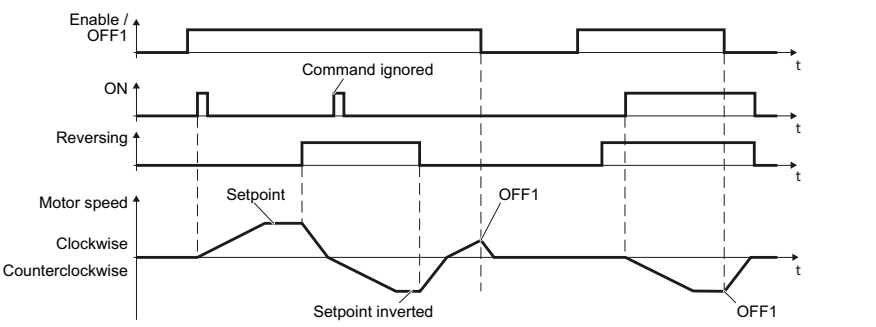 Enable /
OFF1
t
Command ignored
ON
t
Reversing
t
Setpoint
OFF1
Motor speed
Clockwise
Counterclockwise
t
Setpoint inverted
OFF1